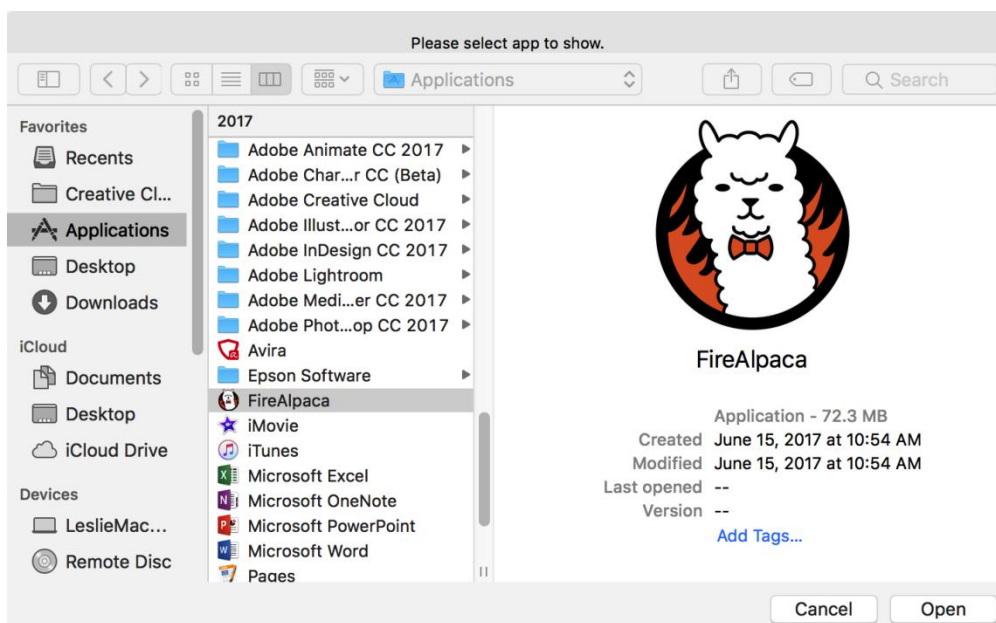 Please select app to show.
Applications
Search
Favorites
Recents
Creative Cl...
Applications
Desktop
Downloads
iCloud
Documents
Desktop
iCloud Drive
Devices
LeslieMac...
Remote Disc
2017
Adobe Animate CC 2017
Adobe Char...r CC (Beta)
Adobe Creative Cloud
Adobe Illust...or CC 2017
Adobe InDesign CC 2017
Adobe Lightroom
Adobe Medi...er CC 2017
Adobe Phot...op CC 2017
Avira
Epson Software
FireAlpaca
iMovie
iTunes
Microsoft Excel
Microsoft OneNote
Microsoft PowerPoint
Microsoft Word
Pages
FireAlpaca
Application - 72.3 MB
Created June 15, 2017 at 10:54 AM
Modified June 15, 2017 at 10:54 AM
Last opened --
Version --
Add Tags...
Cancel Open